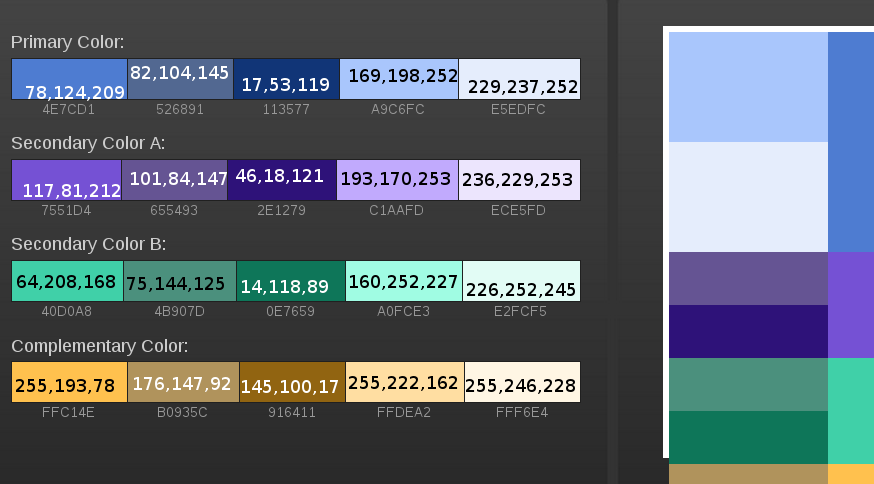 Primary Color:
78,124,209 82,104,145 17,53,119 169,198,252 229,237,252
4E7CD1 526891 113577 A9C6FC E5EDFC
Secondary Color A:
117,81,212 101,84,147 46,18,121 193,170,253 236,229,253
7551D4 655493 2E1279 C1AAFD ECE5FD
Secondary Color B:
64,208,168 75,144,125 14,118,89 160,252,227 226,252,245
40D0A8 4B907D 0E7659 A0FCE3 E2FCF5
Complementary Color:
255,193,78 176,147,92 145,100,17 255,222,162 255,246,228
FFC14E B0935C 916411 FFDEA2 FFF6E4